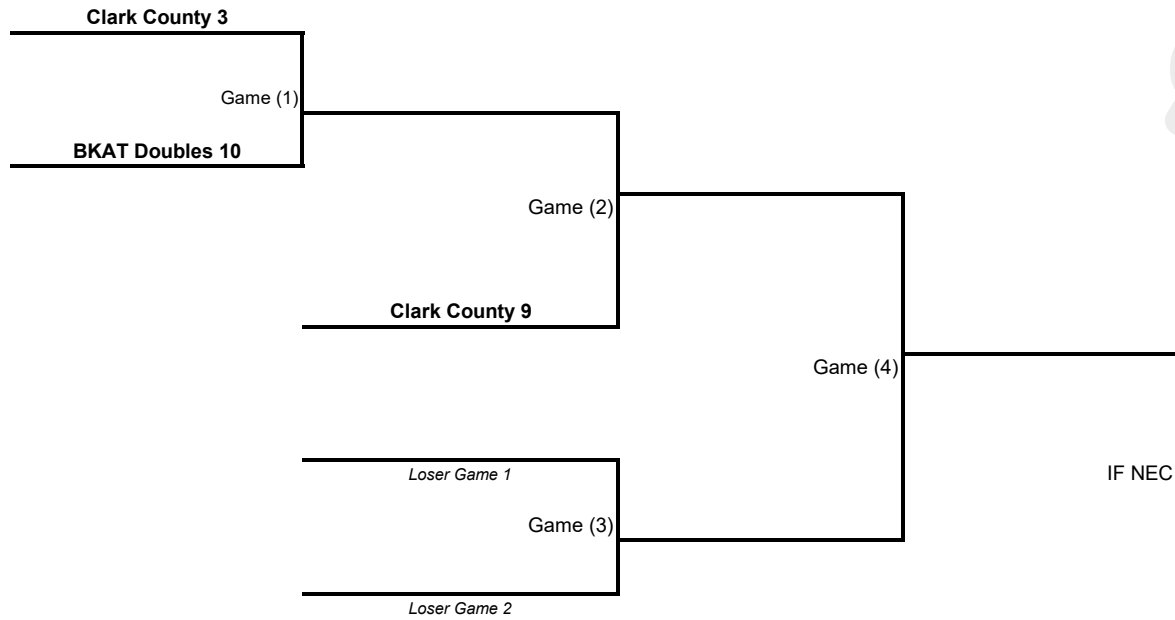 Clark County 3
Game (1)
BKAT Doubles 10
Game (2)
Clark County 9
Game (4)
Loser Game 1
IF NEC
Game (3)
Loser Game 2